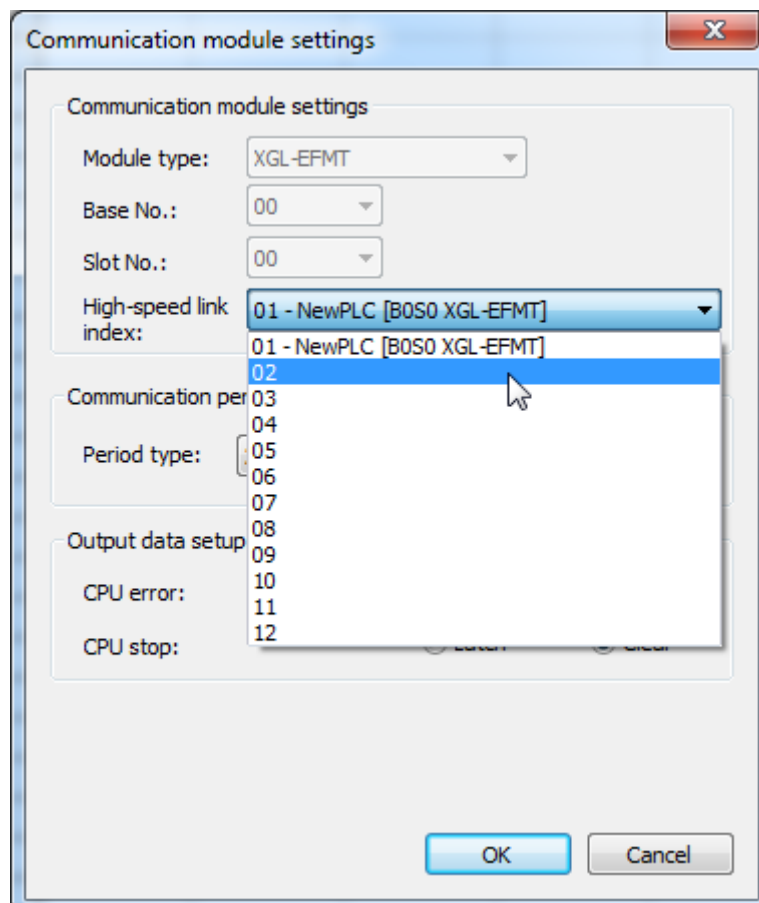 Communication module settings
Communication module settings
Module type: XGL-EFMT
Base No.: 00
Slot No.: 00
High-speed link index: 01 - NewPLC [B0S0 XGL-EFMT]
01 - NewPLC [B0S0 XGL-EFMT]
02
Communication per
03
04
Period type:
05
06
07
08
Output data setup
09
10
CPU error:
11
12
CPU stop:
OK Cancel